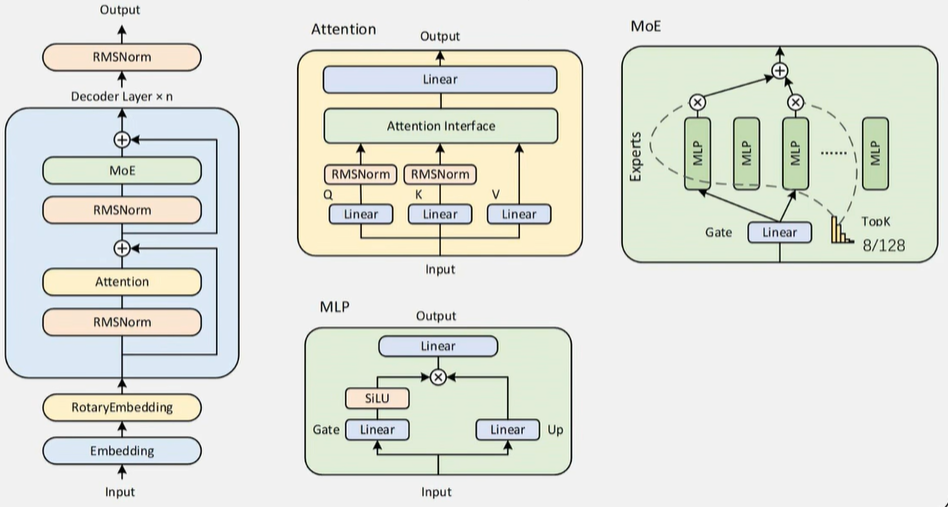 Output
RMSNorm
Decoder Layer × n
MoE
RMSNorm
Attention
RMSNorm
RotaryEmbedding
Embedding
Input
Attention
Output
Linear
Attention Interface
RMSNorm RMSNorm
Q K V
Linear Linear Linear
Input
MLP
Output
Linear
SiLU
Gate Linear Linear Up
Input
MoE
Experts
MLP MLP MLP ...... MLP
Gate Linear TopK
8/128